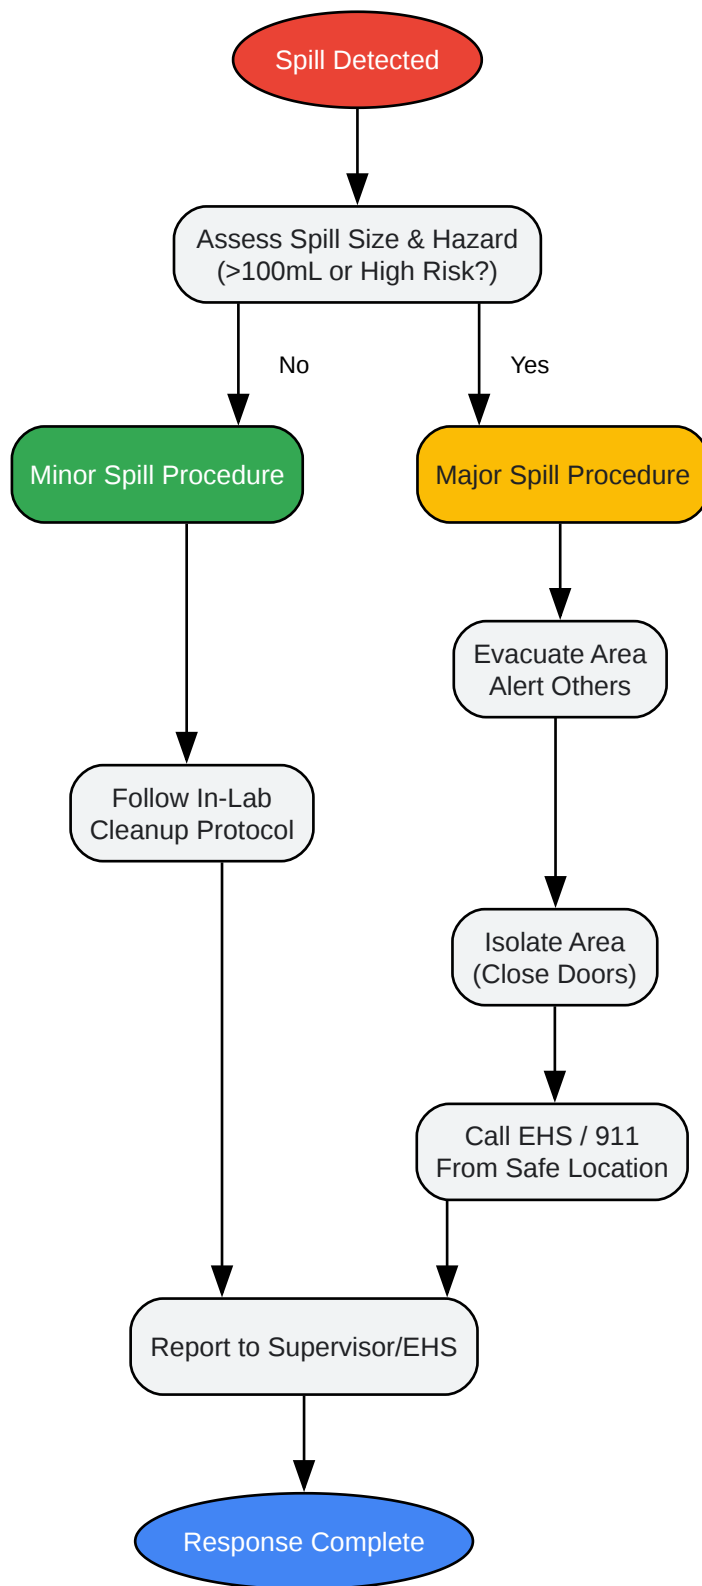 Spill Detected
Assess Spill Size & Hazard
(>100mL or High Risk?)
No
Yes
Minor Spill Procedure
Major Spill Procedure
Evacuate Area
Alert Others
Follow In-Lab
Cleanup Protocol
Isolate Area
(Close Doors)
Call EHS / 911
From Safe Location
Report to Supervisor/EHS
Response Complete